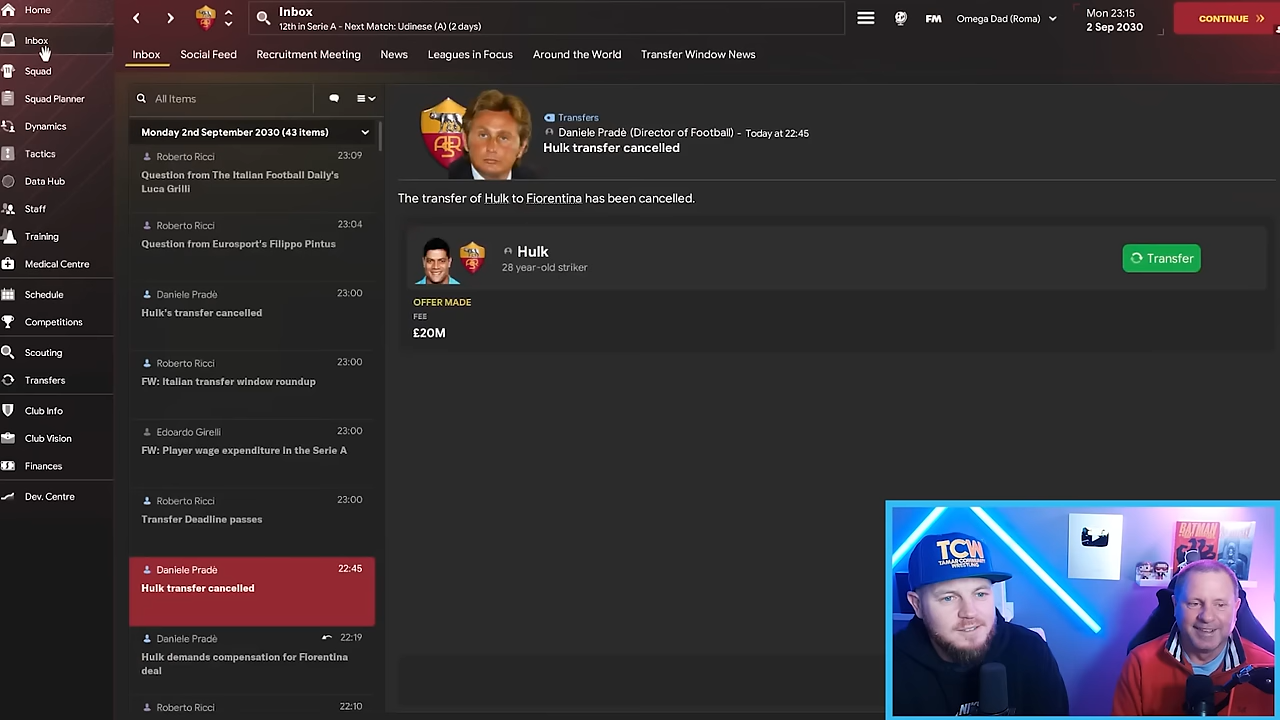 Home
Inbox
12th in Serie A - Next Match: Udinese (A) (2 days)
FM
Omega Dad (Roma)
Mon 23:15
2 Sep 2030
CONTINUE
Inbox
Squad
Squad Planner
Dynamics
Tactics
Data Hub
Staff
Training
Medical Centre
Schedule
Competitions
Scouting
Transfers
Club Info
Club Vision
Finances
Dev. Centre
Inbox
Social Feed
Recruitment Meeting
News
Leagues in Focus
Around the World
Transfer Window News
All Items
Monday 2nd September 2030 (43 items)
Roberto Ricci 23:09
Question from The Italian Football Daily's
Luca Grilli
Roberto Ricci 23:04
Question from Eurosport's Filippo Pintus
Daniele Pradè 23:00
Hulk's transfer cancelled
Roberto Ricci 23:00
FW: Italian transfer window roundup
Edoardo Girelli 23:00
FW: Player wage expenditure in the Serie A
Roberto Ricci 23:00
Transfer Deadline passes
Daniele Pradè 22:45
Hulk transfer cancelled
Daniele Pradè 22:19
Hulk demands compensation for Fiorentina
deal
Roberto Ricci 22:10
Transfers
Daniele Pradè (Director of Football) - Today at 22:45
Hulk transfer cancelled
The transfer of Hulk to Fiorentina has been cancelled.
Hulk
28 year-old striker
Transfer
OFFER MADE
FEE
£20M
TCW
TAMAR COMMUNITY
WRESTLING
BATMAN